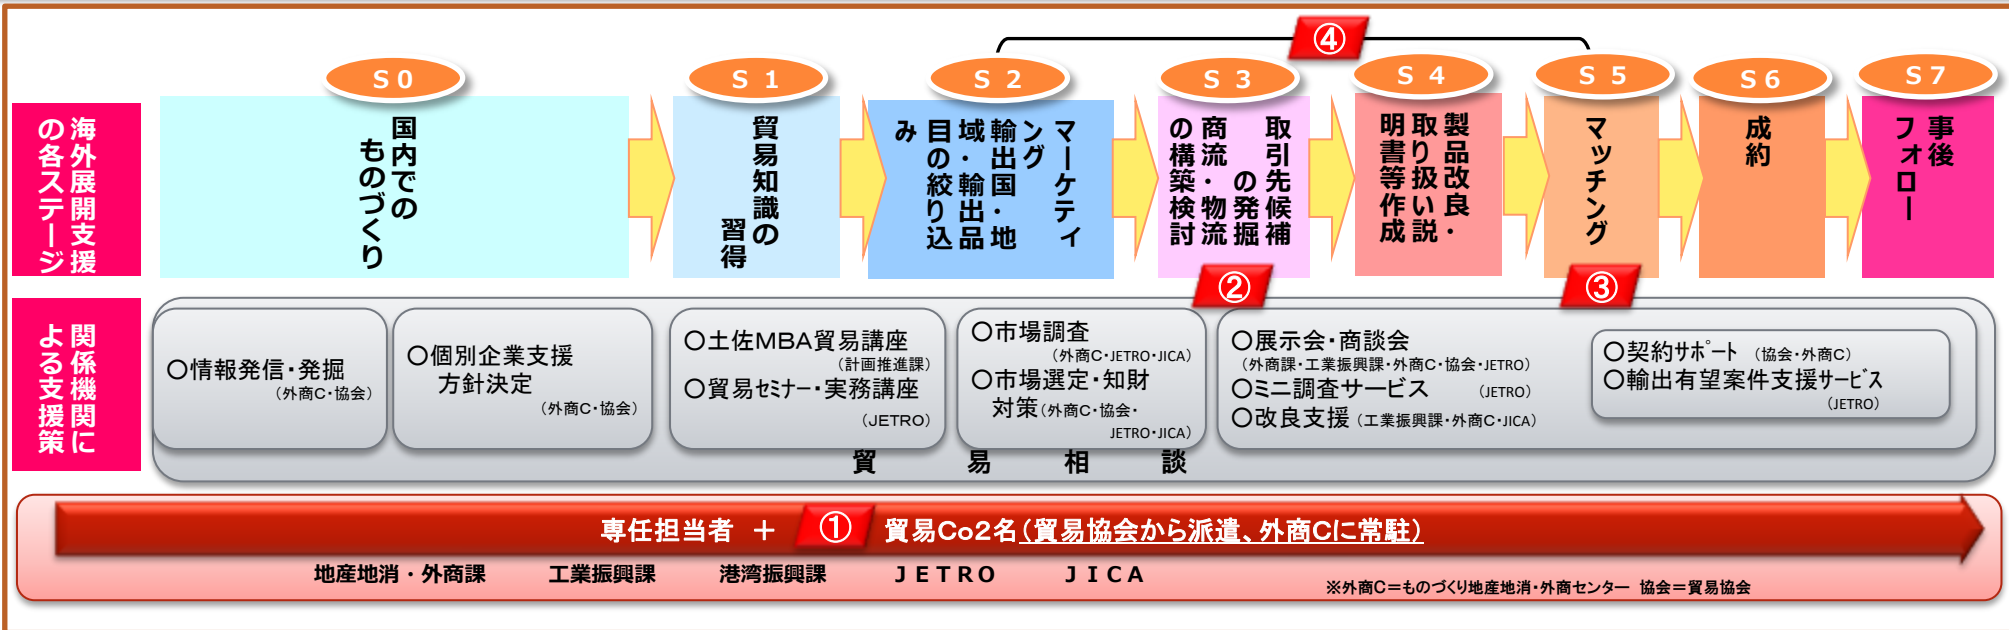 ④
S0
S1
S2
S3
S4
S5
S6
S7
海外展開支援
の各ステージ
国内での
ものづくり
貿易知識の
習得
マーケティ
ング
輸出国・地
域・輸出品
目の絞り込
み
取引先候補
の発掘
商流・物流
の構築検討
製品改良・
取り扱い説
明書等作成
マッチング
成約
事後
フォロー
②
③
関係機関に
よる支援策
○情報発信・発掘
(外商C・協会)
○個別企業支援
方針決定
(外商C・協会)
○土佐MBA貿易講座
(計画推進課)
○貿易セミナー・実務講座
(JETRO)
○市場調査
(外商C・JETRO・JICA)
○市場選定・知財
対策(外商C・協会・
JETRO・JICA)
○展示会・商談会
(外商課・工業振興課・外商C・協会・JETRO)
○ミニ調査サービス (JETRO)
○改良支援(工業振興課・外商C・JICA)
○契約サポート (協会・外商C)
○輸出有望案件支援サービス
(JETRO)
貿易相談
専任担当者 + ① 貿易Co2名(貿易協会から派遣、外商Cに常駐)
地産地消・外商課 工業振興課 港湾振興課 JETRO JICA
※外商C=ものづくり地産地消・外商センター 協会=貿易協会